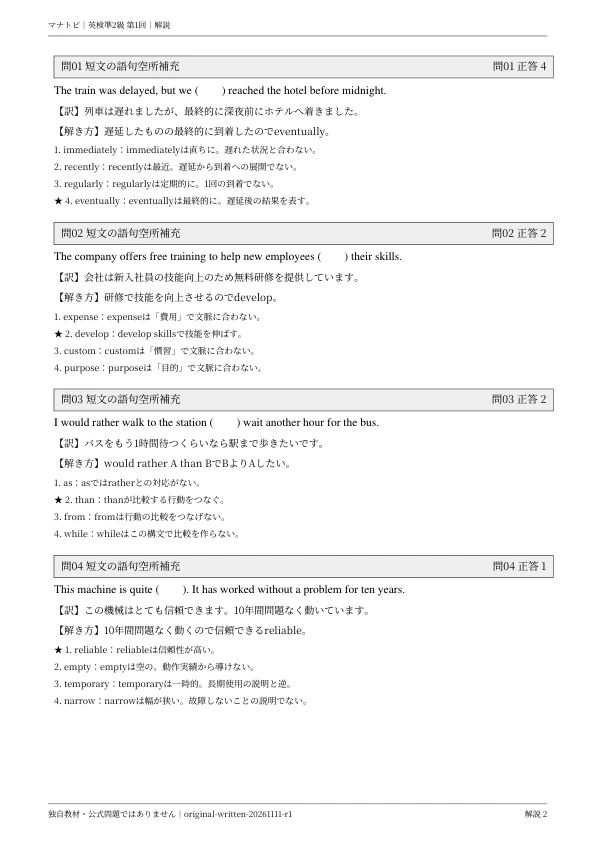 マナトビ｜英検準2級 第1回｜解説
問01 短文の語句空所補充 問01 正答 4
The train was delayed, but we (　　) reached the hotel before midnight.
【訳】列車は遅れましたが、最終的に深夜前にホテルへ着きました。
【解き方】遅延したものの最終的に到着したのでeventually。
1. immediately：immediatelyは直ちに。遅れた状況と合わない。
2. recently：recentlyは最近。遅延から到着への展開でない。
3. regularly：regularlyは定期的に。1回の到着でない。
★ 4. eventually：eventuallyは最終的に。遅延後の結果を表す。
問02 短文の語句空所補充 問02 正答 2
The company offers free training to help new employees (　　) their skills.
【訳】会社は新入社員の技能向上のため無料研修を提供しています。
【解き方】研修で技能を向上させるのでdevelop。
1. expense：expenseは「費用」で文脈に合わない。
★ 2. develop：develop skillsで技能を伸ばす。
3. custom：customは「慣習」で文脈に合わない。
4. purpose：purposeは「目的」で文脈に合わない。
問03 短文の語句空所補充 問03 正答 2
I would rather walk to the station (　　) wait another hour for the bus.
【訳】バスをもう1時間待つくらいなら駅まで歩きたいです。
【解き方】would rather A than BでBよりAしたい。
1. as：asではratherとの対応がない。
★ 2. than：thanが比較する行動をつなぐ。
3. from：fromは行動の比較をつなげない。
4. while：whileはこの構文で比較を作らない。
問04 短文の語句空所補充 問04 正答 1
This machine is quite (　　). It has worked without a problem for ten years.
【訳】この機械はとても信頼できます。10年間問題なく動いています。
【解き方】10年間問題なく動くので信頼できるreliable。
★ 1. reliable：reliableは信頼性が高い。
2. empty：emptyは空の。動作実績から導けない。
3. temporary：temporaryは一時的。長期使用の説明と逆。
4. narrow：narrowは幅が狭い。故障しないことの説明でない。
独自教材・公式問題ではありません｜original-written-20261111-r1 解説 2